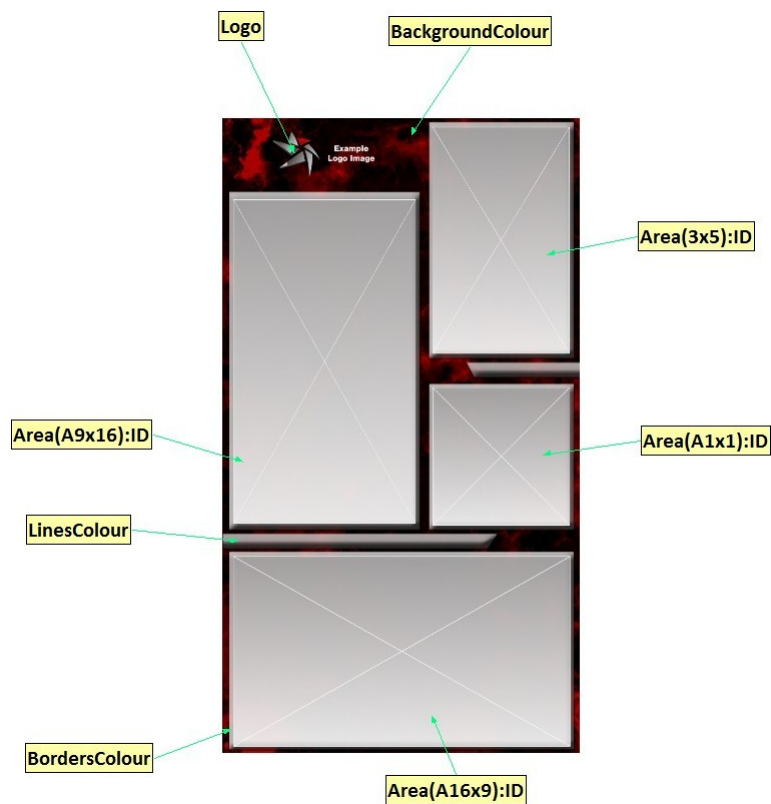 Logo
BackgroundColour
Example
Logo Image
Area(3x5):ID
Area(A9x16):ID
Area(A1x1):ID
LinesColour
BordersColour
Area(A16x9):ID